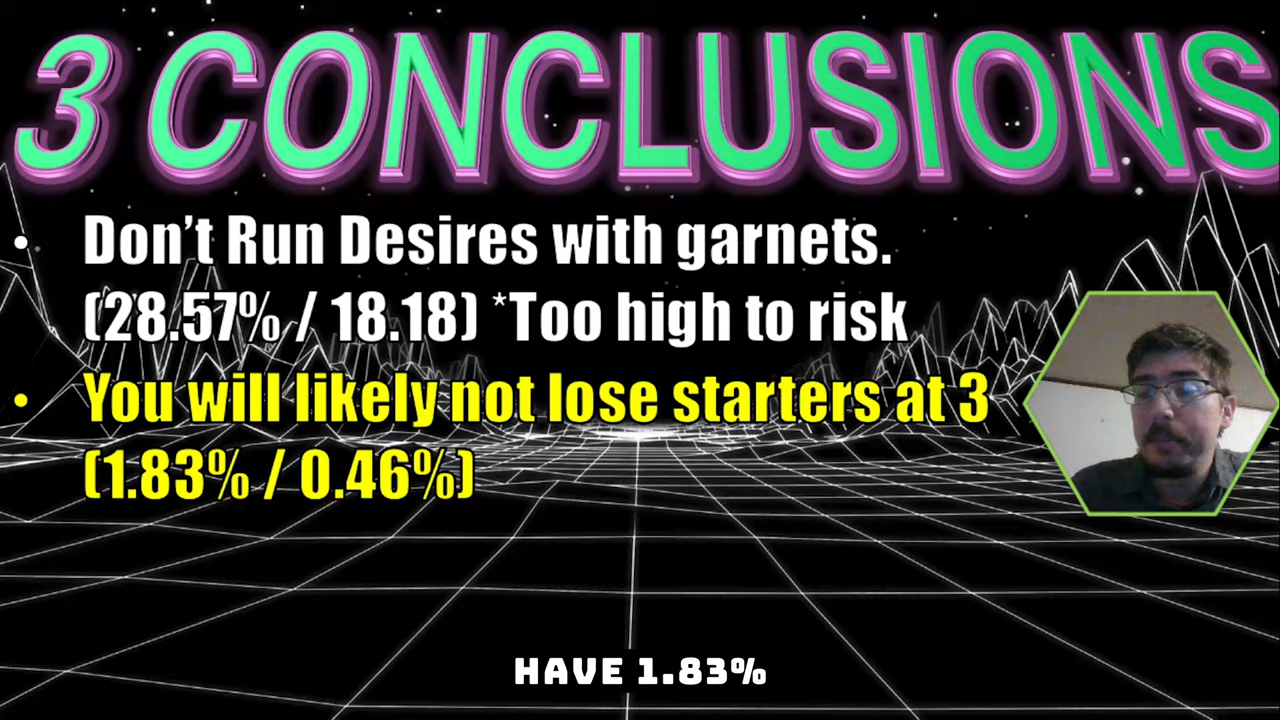 3 CONCLUSIONS
• Don't Run Desires with garnets.
(28.57% / 18.18) *Too high to risk
• You will likely not lose starters at 3
(1.83% / 0.46%)
HAVE 1.83%